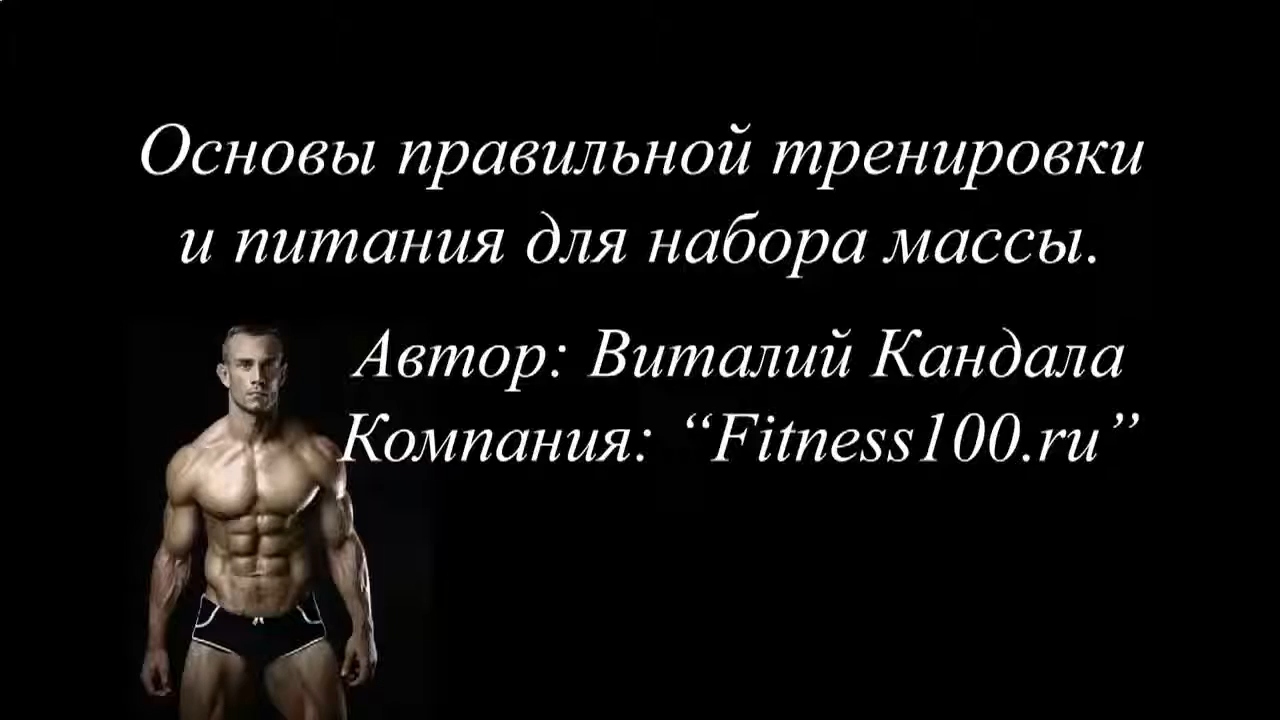 Основы правильной тренировки
и питания для набора массы.
Автор: Виталий Кандала
Компания: “Fitness100.ru”